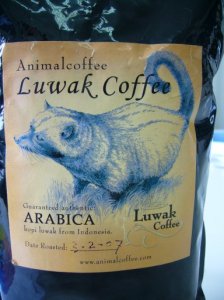 Animalcoffee
Luwak Coffee
Guaranteed authentic
ARABICA
kopi luwak from Indonesia.
Date Roasted: 2-2-07
www.animalcoffee.com
Luwak
Coffee